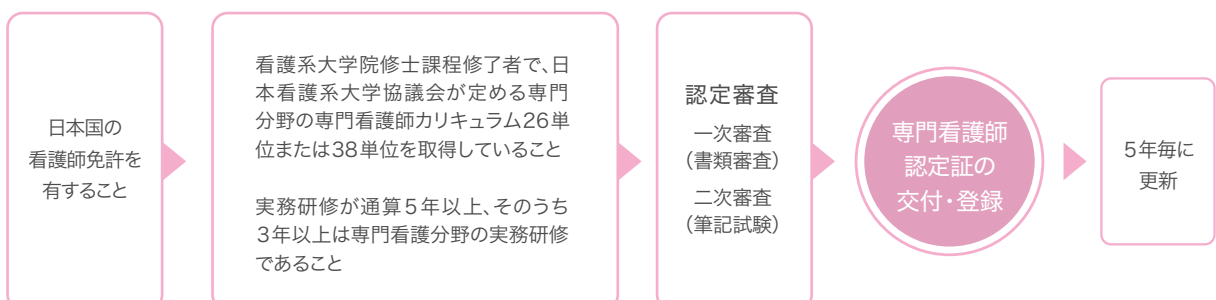 日本国の
看護師免許を
有すること
看護系大学院修士課程修了者で、日
本看護系大学協議会が定める専門
分野の専門看護師カリキュラム26単
位または38単位を取得していること
実務研修が通算5年以上、そのうち
3年以上は専門看護分野の実務研修
であること
認定審査
一次審査
（書類審査）
二次審査
（筆記試験）
専門看護師
認定証の
交付・登録
5年毎に
更新